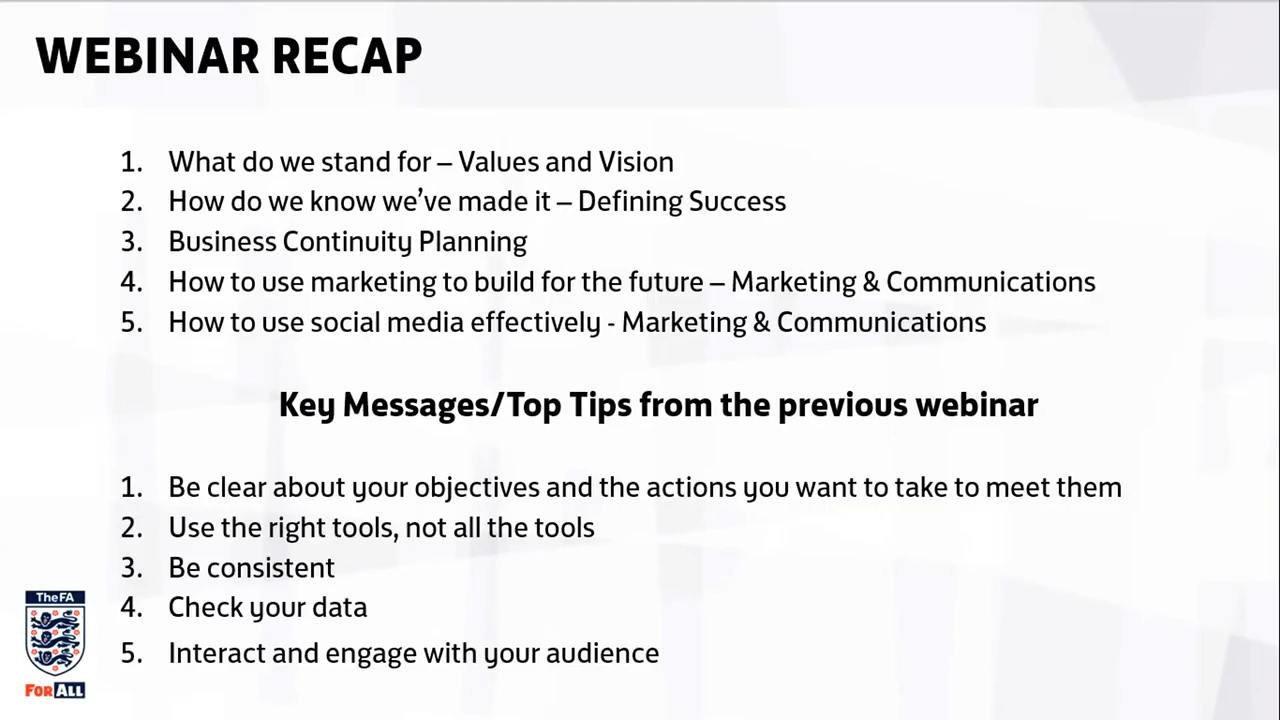 WEBINAR RECAP
1. What do we stand for – Values and Vision
2. How do we know we’ve made it – Defining Success
3. Business Continuity Planning
4. How to use marketing to build for the future – Marketing & Communications
5. How to use social media effectively - Marketing & Communications
Key Messages/Top Tips from the previous webinar
1. Be clear about your objectives and the actions you want to take to meet them
2. Use the right tools, not all the tools
3. Be consistent
4. Check your data
5. Interact and engage with your audience
TheFA
FORALL